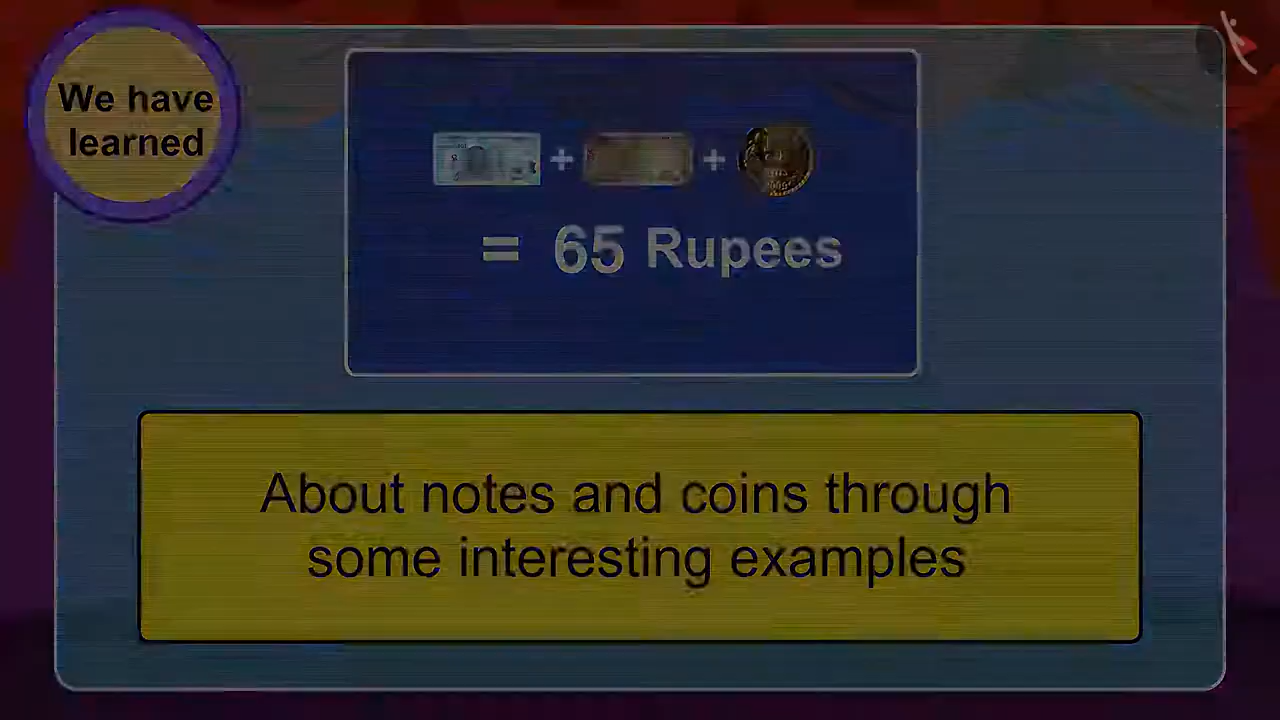 We have
learned
+ +
= 65 Rupees
About notes and coins through
some interesting examples